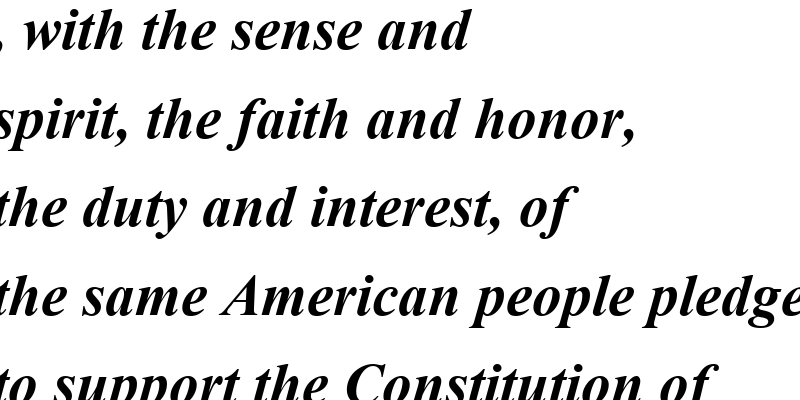 , with the sense and
spirit, the faith and honor,
the duty and interest, of
the same American people pledge
to support the Constitution of